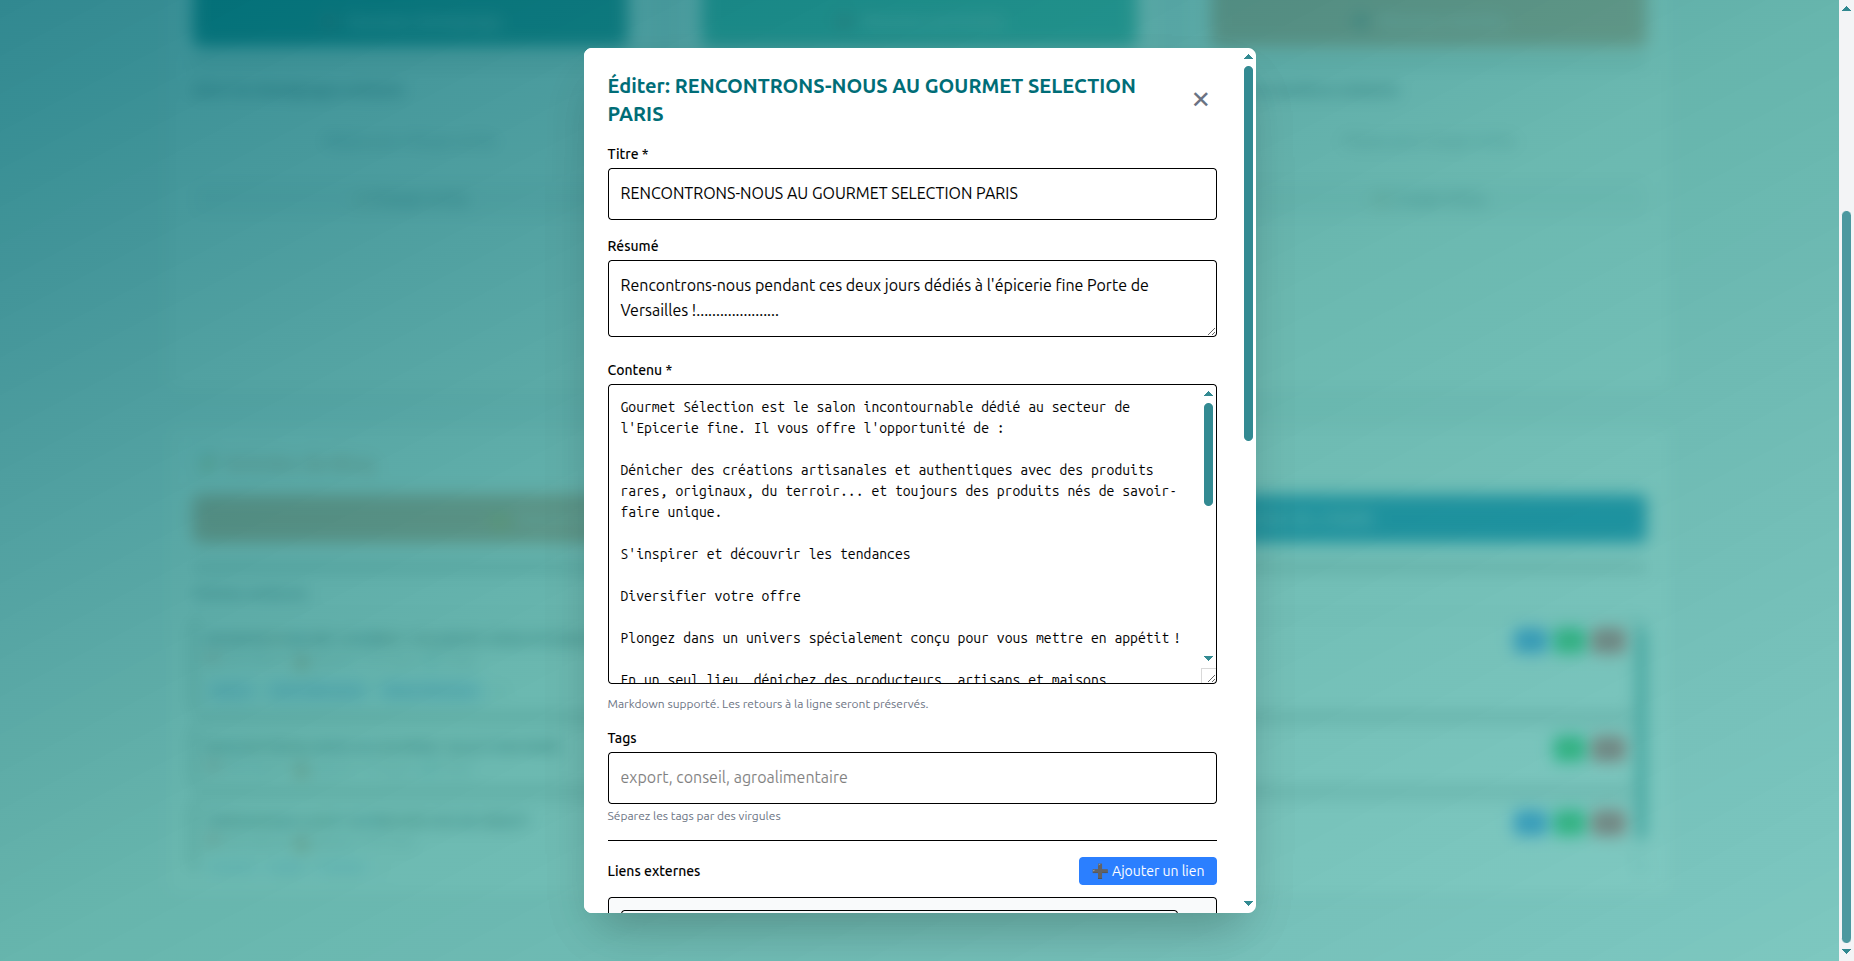 Éditer: RENCONTRONS-NOUS AU GOURMET SELECTION
PARIS
✕
Titre *
RENCONTRONS-NOUS AU GOURMET SELECTION PARIS
Résumé
Rencontrons-nous pendant ces deux jours dédiés à l'épicerie fine Porte de
Versailles !.....................
Contenu *
Gourmet Sélection est le salon incontournable dédié au secteur de
l'Epicerie fine. Il vous offre l'opportunité de :
Dénicher des créations artisanales et authentiques avec des produits
rares, originaux, du terroir... et toujours des produits nés de savoir-
faire unique.
S'inspirer et découvrir les tendances
Diversifier votre offre
Plongez dans un univers spécialement conçu pour vous mettre en appétit !
En un seul lieu, dénichez des producteurs, artisans et maisons
Markdown supporté. Les retours à la ligne seront préservés.
Tags
export, conseil, agroalimentaire
Séparez les tags par des virgules
Liens externes
➕ Ajouter un lien